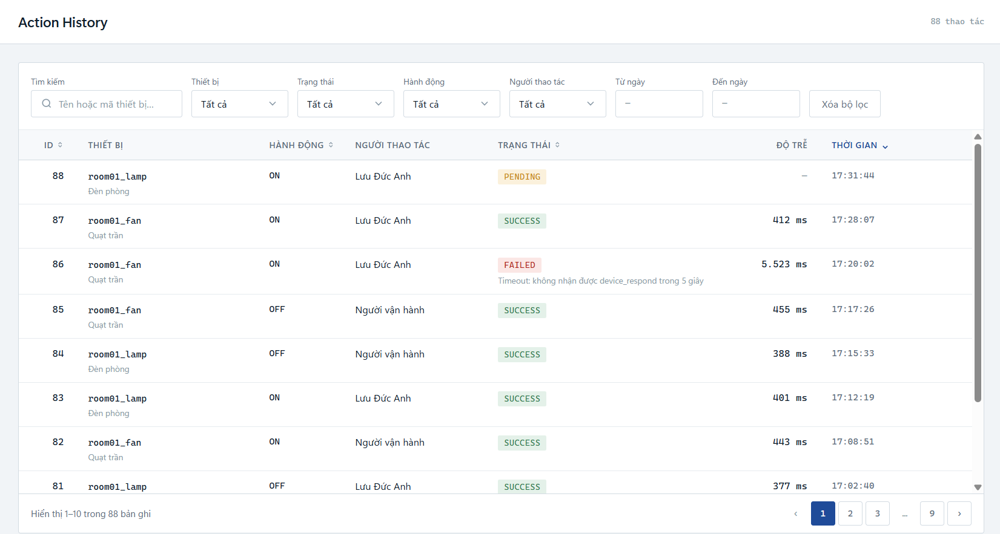 Action History
88 thao tác
Tìm kiếm
Thiết bị
Trạng thái
Hành động
Người thao tác
Từ ngày
Đến ngày
Tên hoặc mã thiết bị...
Tất cả
Tất cả
Tất cả
Tất cả
–
–
Xóa bộ lọc
ID THIẾT BỊ HÀNH ĐỘNG NGƯỜI THAO TÁC TRẠNG THÁI ĐỘ TRỄ THỜI GIAN
88 room01_lamp ON Lưu Đức Anh PENDING – 17:31:44
Đèn phòng
87 room01_fan ON Lưu Đức Anh SUCCESS 412 ms 17:28:07
Quạt trần
86 room01_fan ON Lưu Đức Anh FAILED 5.523 ms 17:20:02
Quạt trần Timeout: không nhận được device_respond trong 5 giây
85 room01_fan OFF Người vận hành SUCCESS 455 ms 17:17:26
Quạt trần
84 room01_lamp OFF Người vận hành SUCCESS 388 ms 17:15:33
Đèn phòng
83 room01_lamp ON Lưu Đức Anh SUCCESS 401 ms 17:12:19
Đèn phòng
82 room01_fan ON Người vận hành SUCCESS 443 ms 17:08:51
Quạt trần
81 room01_lamp OFF Lưu Đức Anh SUCCESS 377 ms 17:02:40
Hiển thị 1–10 trong 88 bản ghi
‹ 1 2 3 … 9 ›